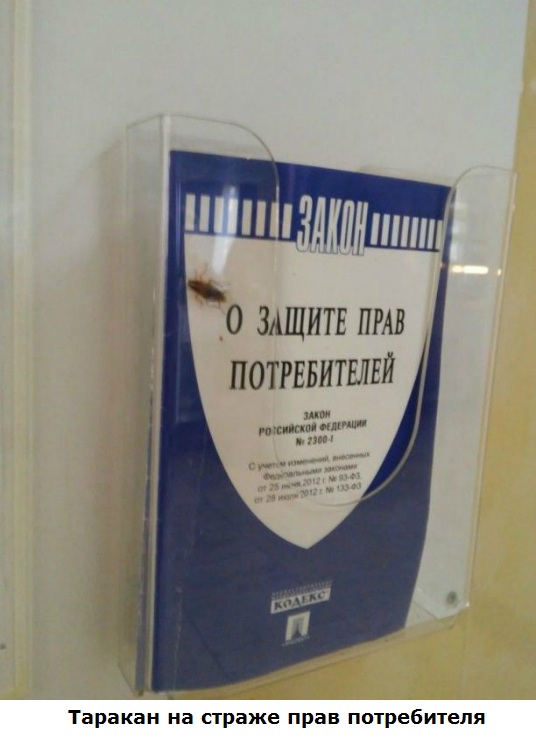 ЗАКОН
О ЗАЩИТЕ ПРАВ
ПОТРЕБИТЕЛЕЙ
ЗАКОН
РОССИЙСКОЙ ФЕДЕРАЦИИ
№ 2300-I
С учетом изменений, внесенных
Федеральными законами
от 25 июня 2012 г. № 93-ФЗ,
от 28 июля 2012 г. № 133-ФЗ
КОДЕКС
Таракан на страже прав потребителя